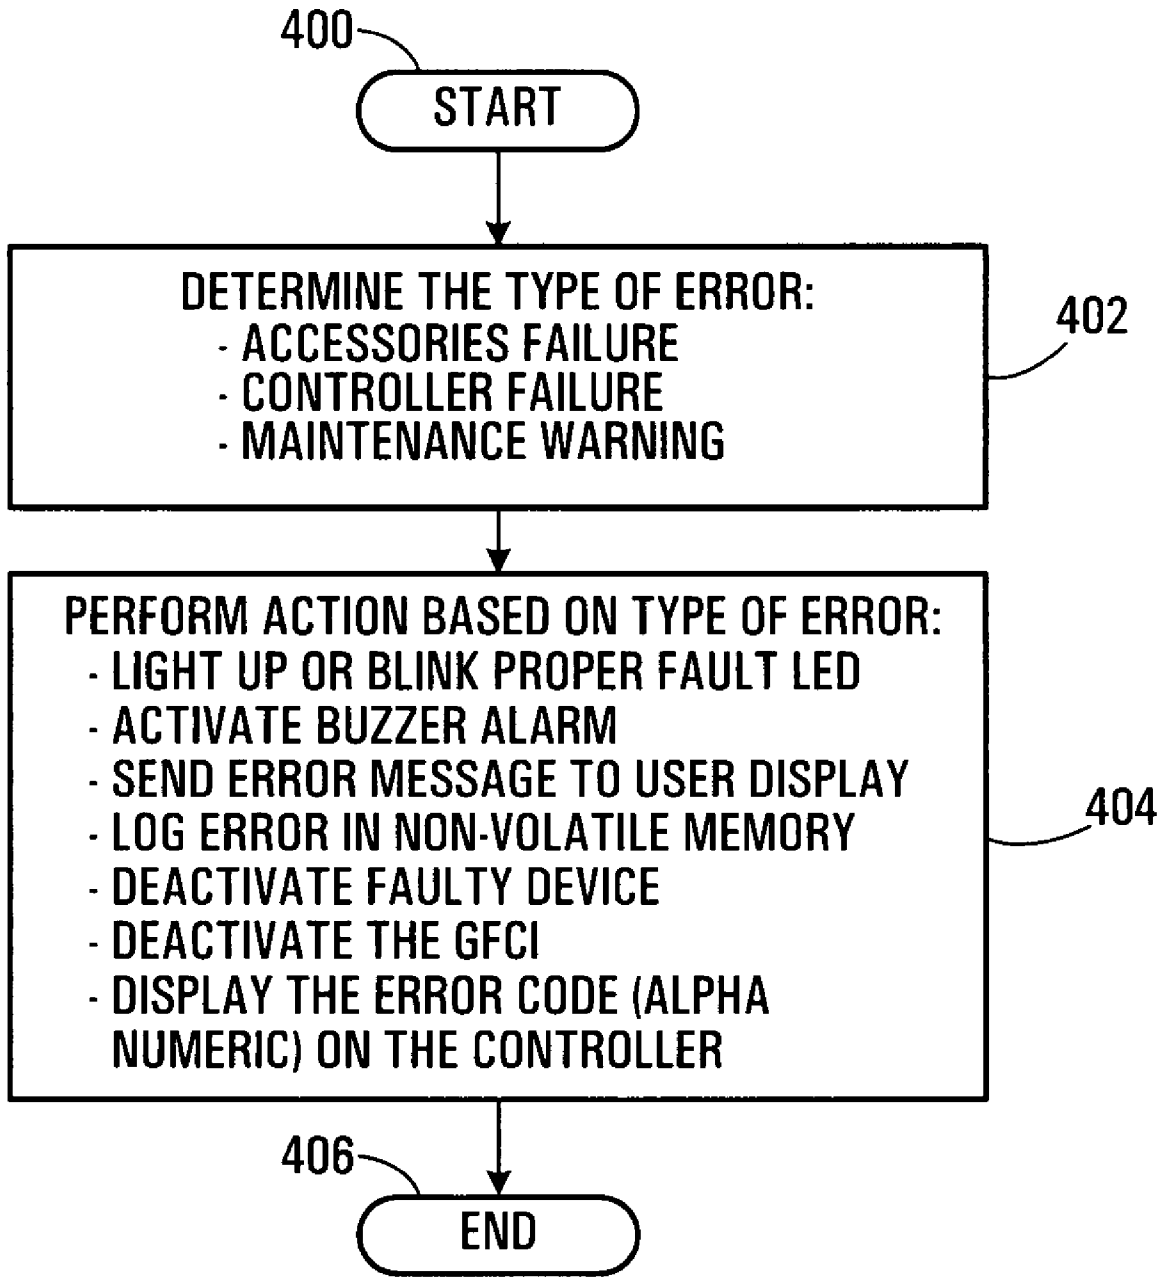 400
START
DETERMINE THE TYPE OF ERROR:
- ACCESSORIES FAILURE
- CONTROLLER FAILURE
- MAINTENANCE WARNING
402
PERFORM ACTION BASED ON TYPE OF ERROR:
- LIGHT UP OR BLINK PROPER FAULT LED
- ACTIVATE BUZZER ALARM
- SEND ERROR MESSAGE TO USER DISPLAY
- LOG ERROR IN NON-VOLATILE MEMORY
- DEACTIVATE FAULTY DEVICE
- DEACTIVATE THE GFCI
- DISPLAY THE ERROR CODE (ALPHA
NUMERIC) ON THE CONTROLLER
404
406
END